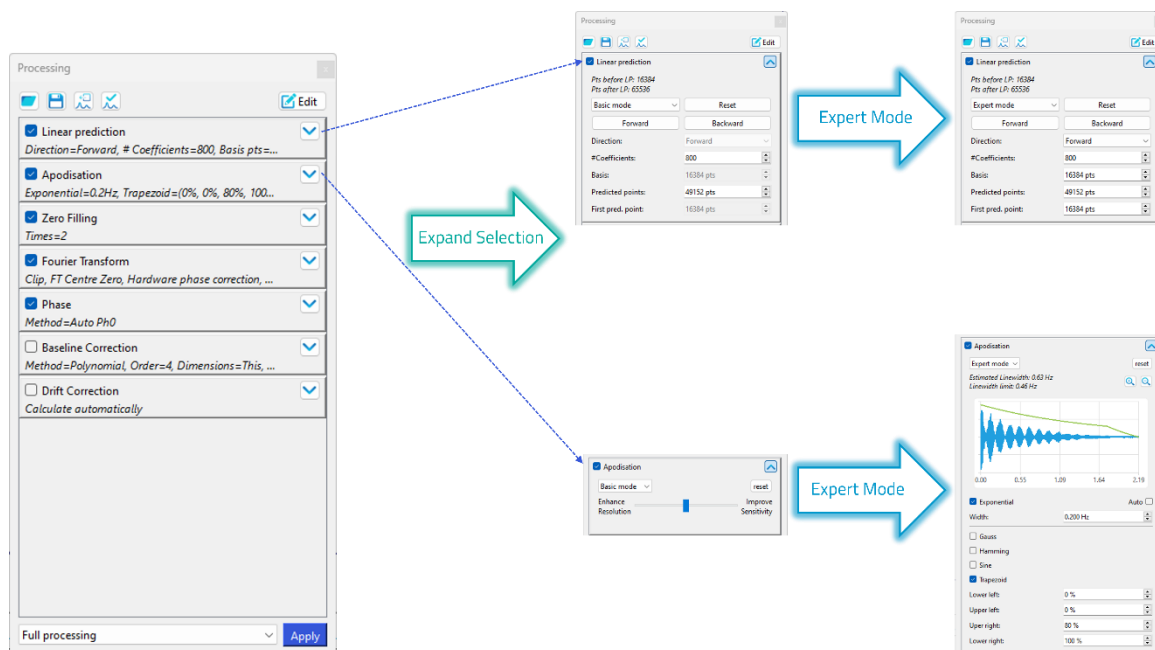 Processing
Edit
Linear prediction
Direction=Forward, # Coefficients=800, Basis pts=...
Apodisation
Exponential=0.2Hz, Trapezoid=(0%, 0%, 80%, 100...
Zero Filling
Times=2
Fourier Transform
Clip, FT Centre Zero, Hardware phase correction, ...
Phase
Method=Auto Ph0
Baseline Correction
Method=Polynomial, Order=4, Dimensions=This, ...
Drift Correction
Calculate automatically
Full processing
Apply
Expand Selection
Processing
Edit
Linear prediction
Pts before LP: 16384
Pts after LP: 65536
Basic mode
Reset
Forward
Backward
Direction:
Forward
#Coefficients:
800
Basis:
16384 pts
Predicted points:
49152 pts
First pred. point:
16384 pts
Expert Mode
Processing
Edit
Linear prediction
Pts before LP: 16384
Pts after LP: 65536
Expert mode
Reset
Forward
Backward
Direction:
Forward
#Coefficients:
800
Basis:
16384 pts
Predicted points:
49152 pts
First pred. point:
16384 pts
Apodisation
Basic mode
reset
Enhance
Resolution
Improve
Sensitivity
Expert Mode
Apodisation
Expert mode
reset
Estimated Linewidth: 0.63 Hz
Linewidth limit: 0.46 Hz
0.00 0.55 1.09 1.64 2.19
Exponential
Auto
Width:
0.200 Hz
Gauss
Hamming
Sine
Trapezoid
Lower left:
0 %
Upper left:
0 %
Uper right:
80 %
Lower right:
100 %